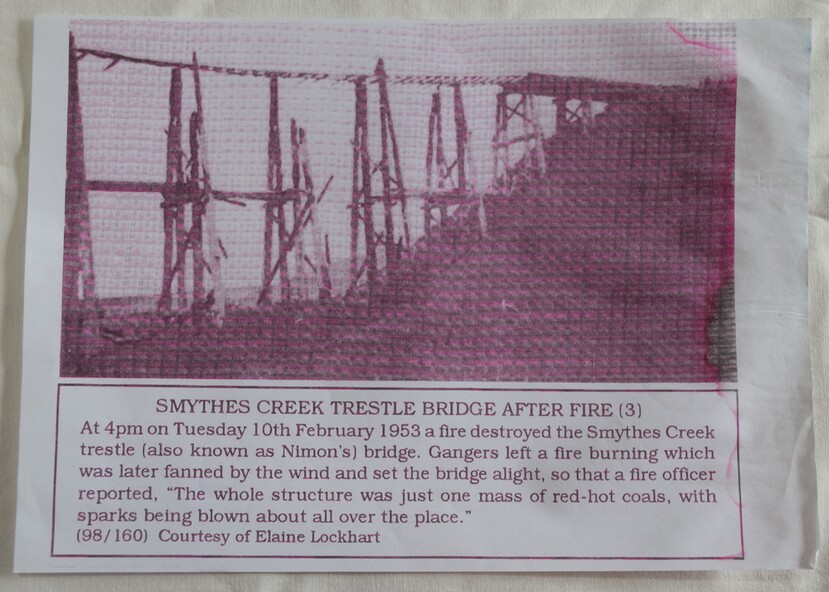 SMYTHES CREEK TRESTLE BRIDGE AFTER FIRE (3)
At 4pm on Tuesday 10th February 1953 a fire destroyed the Smythes Creek
trestle (also known as Nimon's) bridge. Gangers left a fire burning which
was later fanned by the wind and set the bridge alight, so that a fire officer
reported, “The whole structure was just one mass of red-hot coals, with
sparks being blown about all over the place.”
(98/160) Courtesy of Elaine Lockhart